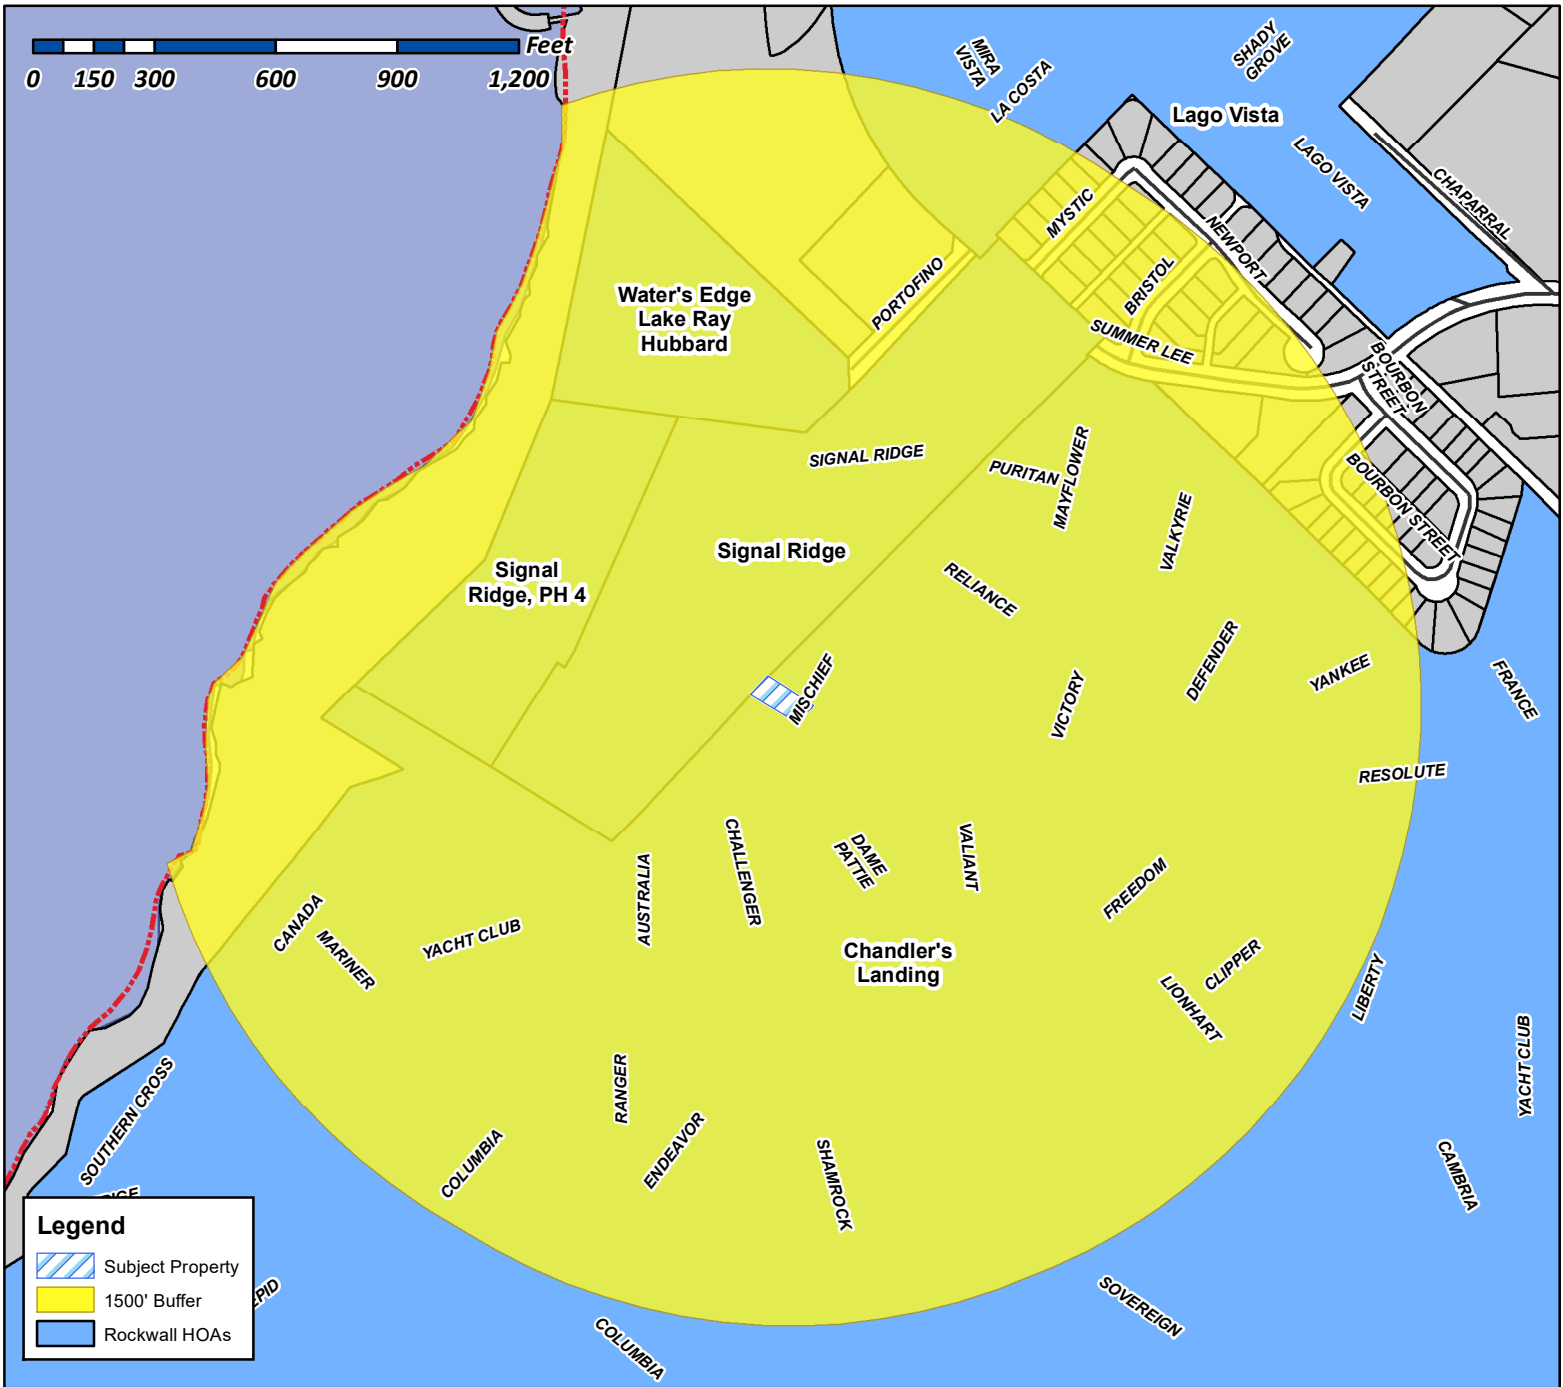 Feet
0 150 300 600 900 1,200
MIRA
VISTA
LA COSTA
SHADY
GROVE
Lago Vista
LAGO VISTA
CHAPARRAL
MYSTIC
NEWPORT
BRISTOL
PORTOFINO
SUMMER LEE
Water's Edge
Lake Ray
Hubbard
BOURBON
STREET
BOURBON STREET
SIGNAL RIDGE
PURITAN
MAYFLOWER
VALKYRIE
Signal Ridge
Signal
Ridge, PH 4
RELIANCE
DEFENDER
YANKEE
FRANCE
MISCHIEF
VICTORY
RESOLUTE
CHALLENGER
DAME
PATTIE
VALIANT
AUSTRALIA
FREEDOM
CANADA
MARINER
YACHT CLUB
Chandler's
Landing
CLIPPER
LIONHART
LIBERTY
YACHT CLUB
SOUTHERN CROSS
RANGER
ENDEAVOR
COLUMBIA
SHAMROCK
CAMBRIA
Legend
Subject Property
1500' Buffer
Rockwall HOAs
EPID
SOVEREIGN
COLUMBIA